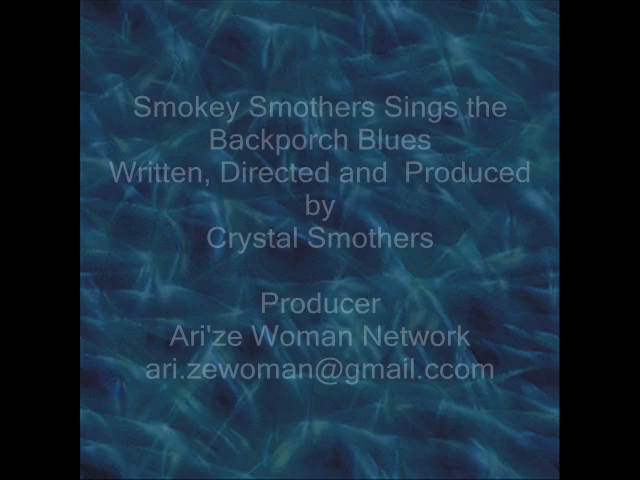 Smokey Smothers Sings the
Backporch Blues
Written, Directed and  Produced
by
Crystal Smothers
Producer
Ari'ze Woman Network
ari.zewoman@gmail.ccom